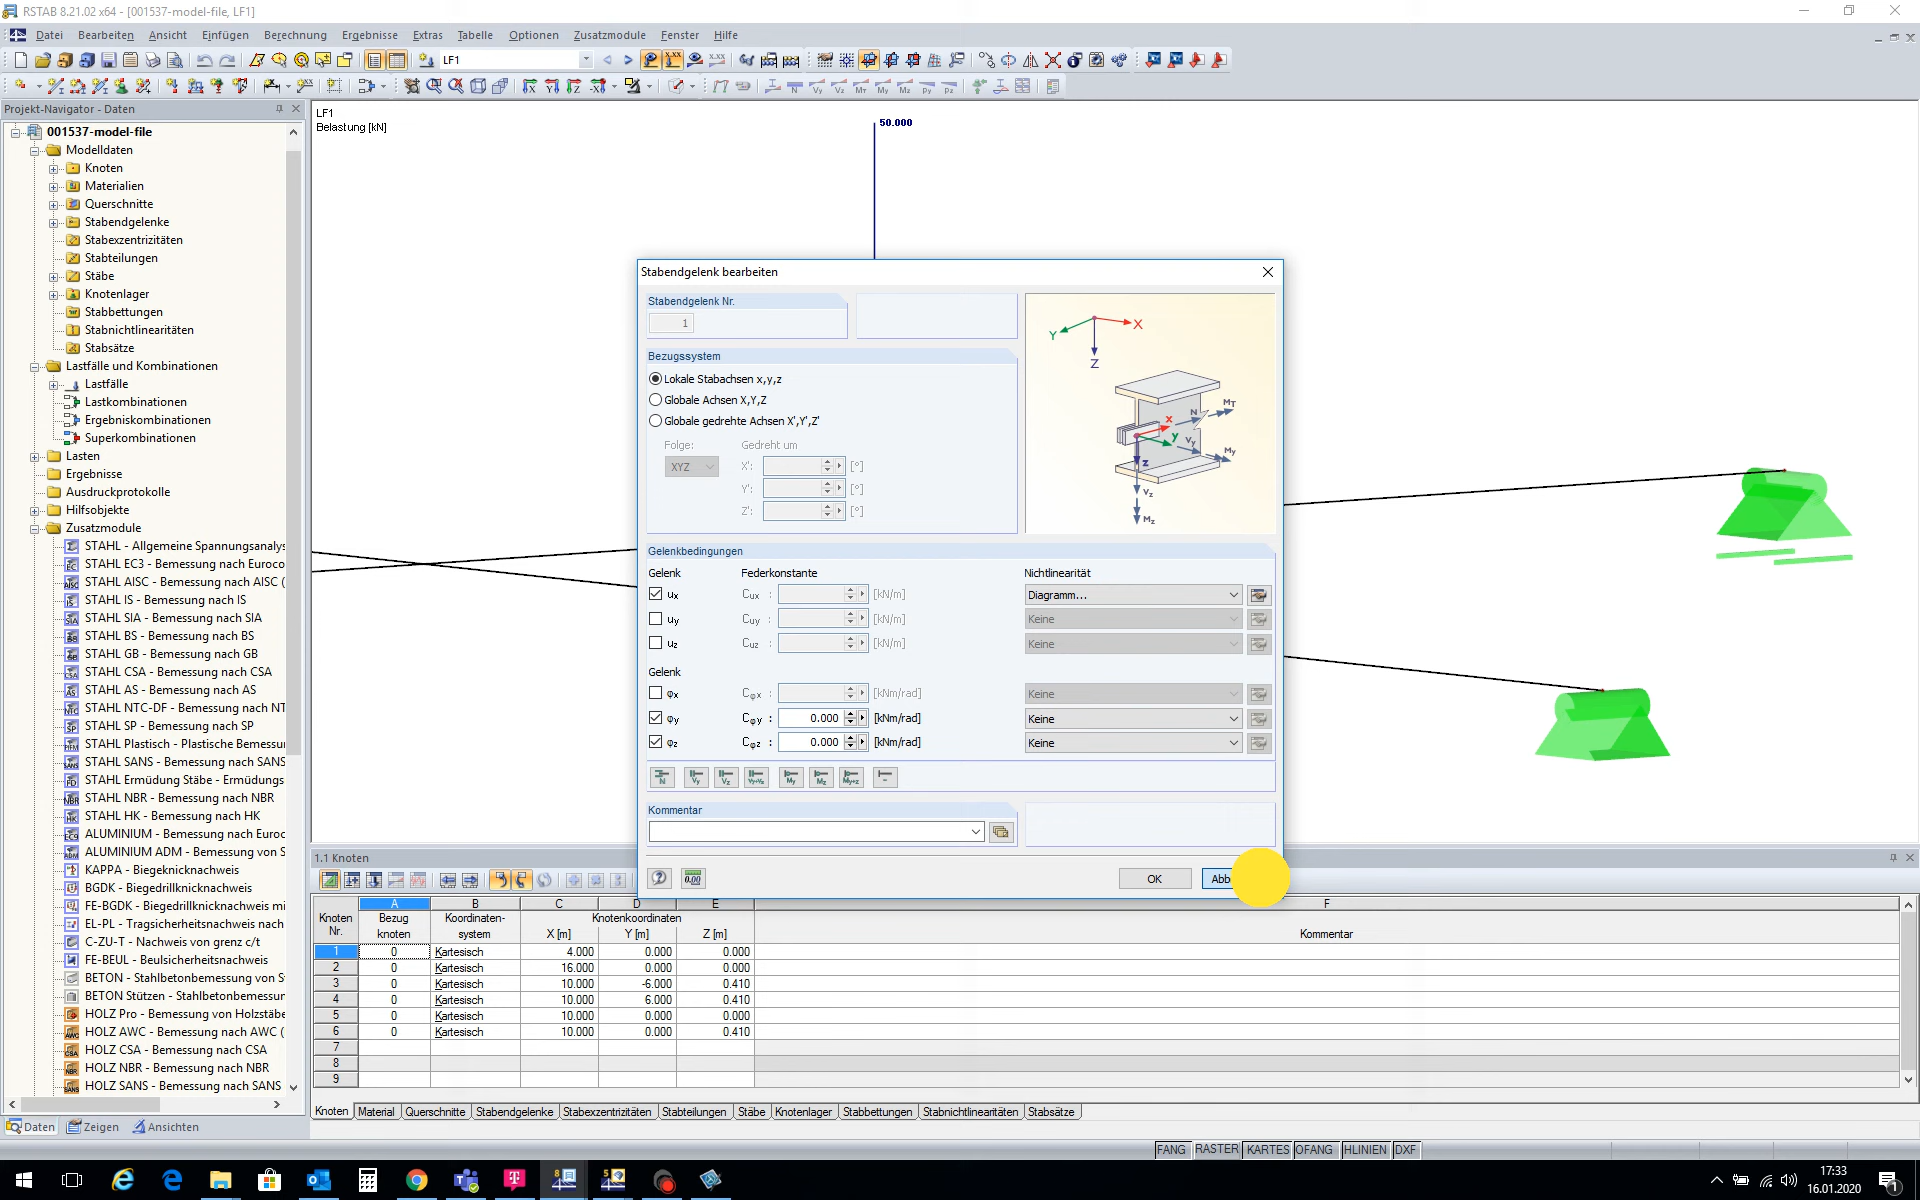 RSTAB 8.21.02 x64 - [001537-model-file, LF1]
Datei Bearbeiten Ansicht Einfügen Berechnung Ergebnisse Extras Tabelle Optionen Zusatzmodule Fenster Hilfe
LF1
Projekt-Navigator - Daten
001537-model-file
Modelldaten
Knoten
Materialien
Querschnitte
Stabendgelenke
Stabexzentrizitäten
Stabteilungen
Stäbe
Knotenlager
Stabbettungen
Stabnichtlinearitäten
Stabsätze
Lastfälle und Kombinationen
Lastfälle
Lastkombinationen
Ergebniskombinationen
Superkombinationen
Lasten
Ergebnisse
Ausdruckprotokolle
Hilfsobjekte
Zusatzmodule
STAHL - Allgemeine Spannungsanalys
STAHL EC3 - Bemessung nach Euroco
STAHL AISC - Bemessung nach AISC (
STAHL IS - Bemessung nach IS
STAHL SIA - Bemessung nach SIA
STAHL BS - Bemessung nach BS
STAHL GB - Bemessung nach GB
STAHL CSA - Bemessung nach CSA
STAHL AS - Bemessung nach AS
STAHL NTC-DF - Bemessung nach NT
STAHL SP - Bemessung nach SP
STAHL Plastisch - Plastische Bemessu
STAHL SANS - Bemessung nach SANS
STAHL Ermüdung Stäbe - Ermüdungs
STAHL NBR - Bemessung nach NBR
STAHL HK - Bemessung nach HK
ALUMINIUM - Bemessung nach Euroc
ALUMINIUM ADM - Bemessung von S
KAPPA - Biegeknicknachweis
BGDK - Biegedrillknicknachweis
FE-BGDK - Biegedrillknicknachweis mi
EL-PL - Tragsicherheitsnachweis nach
C-ZU-T - Nachweis von grenz c/t
FE-BEUL - Beulsicherheitsnachweis
BETON - Stahlbetonbemessung von S
BETON Stützen - Stahlbetonbemessur
HOLZ Pro - Bemessung von Holzstäbe
HOLZ AWC - Bemessung nach AWC (
HOLZ CSA - Bemessung nach CSA
HOLZ NBR - Bemessung nach NBR
HOLZ SANS - Bemessung nach SANS
Daten Zeigen Ansichten
LF1
Belastung [kN]
50.000
Stabendgelenk bearbeiten
Stabendgelenk Nr.
1
Bezugssystem
Lokale Stabachsen x,y,z
Globale Achsen X,Y,Z
Globale gedrehte Achsen X',Y',Z'
Folge: Gedreht um
XYZ X': [°]
Y': [°]
Z': [°]
Y X
Z
MT
N
x
y Vy
My
z
Vz
Mz
Gelenkbedingungen
Gelenk Federkonstante Nichtlinearität
ux Cux : [kN/m] Diagramm...
uy Cuy : [kN/m] Keine
uz Cuz : [kN/m] Keine
Gelenk
φx Cφx : [kNm/rad] Keine
φy Cφy : 0.000 [kNm/rad] Keine
φz Cφz : 0.000 [kNm/rad] Keine
N Vy Vz Vy+Vz My Mz My+z
Kommentar
0.00
OK Abb
1.1 Knoten
A B C D E F
Knoten Bezug Koordinaten- Knotenkoordinaten
Nr. knoten system X [m] Y [m] Z [m] Kommentar
1 0 Kartesisch 4.000 0.000 0.000
2 0 Kartesisch 16.000 0.000 0.000
3 0 Kartesisch 10.000 -6.000 0.410
4 0 Kartesisch 10.000 6.000 0.410
5 0 Kartesisch 10.000 0.000 0.000
6 0 Kartesisch 10.000 0.000 0.410
7
8
9
Knoten Material Querschnitte Stabendgelenke Stabexzentrizitäten Stabteilungen Stäbe Knotenlager Stabbettungen Stabnichtlinearitäten Stabsätze
FANG RASTER KARTES OFANG HLINIEN DXF
17:33
16.01.2020